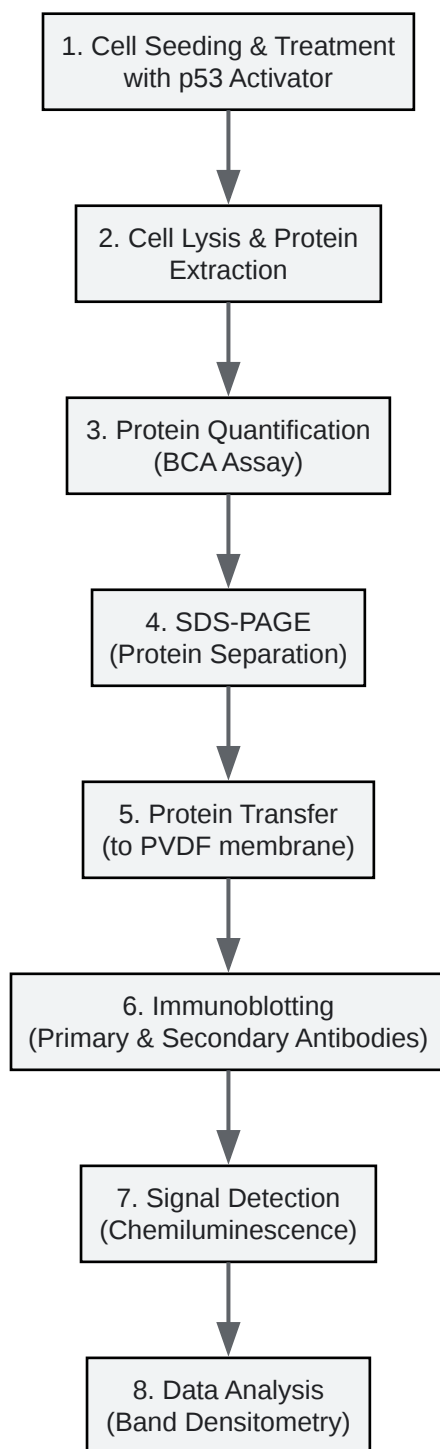 1. Cell Seeding & Treatment
with p53 Activator
2. Cell Lysis & Protein
Extraction
3. Protein Quantification
(BCA Assay)
4. SDS-PAGE
(Protein Separation)
5. Protein Transfer
(to PVDF membrane)
6. Immunoblotting
(Primary & Secondary Antibodies)
7. Signal Detection
(Chemiluminescence)
8. Data Analysis
(Band Densitometry)